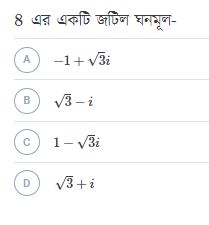 8 এর একটি জটিল ঘনমূল-
A −1 + √3i
B √3 − i
C 1 − √3i
D √3 + i